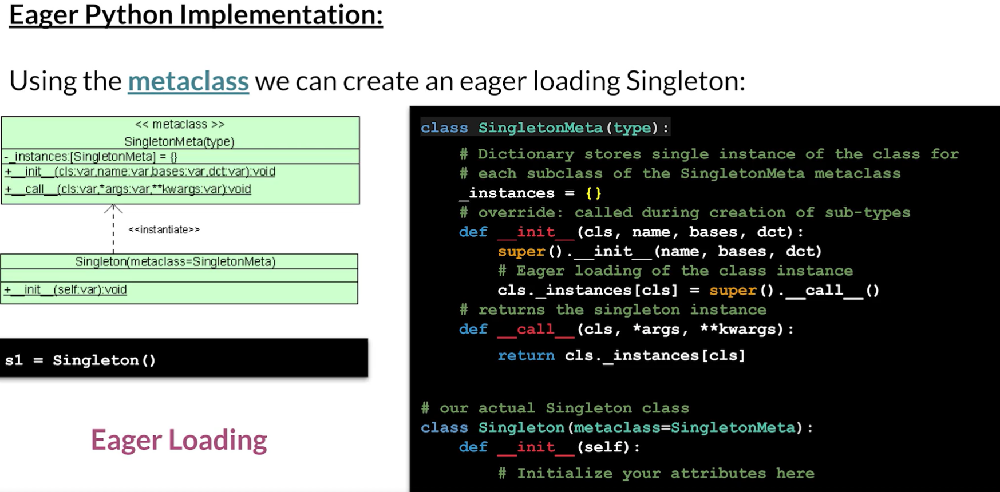 Eager Python Implementation:
Using the metaclass we can create an eager loading Singleton:
<< metaclass >>
SingletonMeta(type)
- _instances:[SingletonMeta] = {}
+__init__(cls:var,name:var,bases:var,dct:var):void
+__call__(cls:var,*args:var,**kwargs:var):void
<<instantiate>>
Singleton(metaclass=SingletonMeta)
+__init__(self:var):void
s1 = Singleton()
Eager Loading
class SingletonMeta(type):
# Dictionary stores single instance of the class for
# each subclass of the SingletonMeta metaclass
_instances = {}
# override: called during creation of sub-types
def __init__(cls, name, bases, dct):
super().__init__(name, bases, dct)
# Eager loading of the class instance
cls._instances[cls] = super().__call__()
# returns the singleton instance
def __call__(cls, *args, **kwargs):
return cls._instances[cls]
# our actual Singleton class
class Singleton(metaclass=SingletonMeta):
def __init__(self):
# Initialize your attributes here